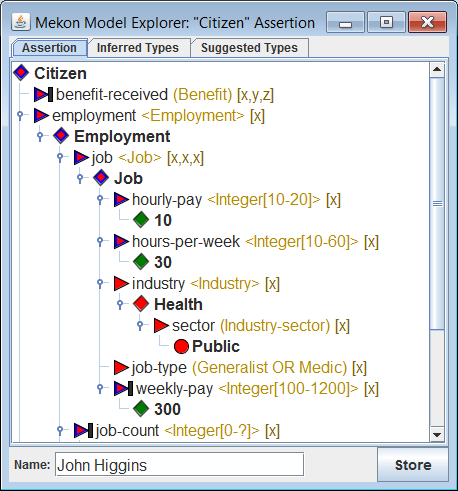 Mekon Model Explorer: "Citizen" Assertion
Assertion Inferred Types Suggested Types
Citizen
benefit-received (Benefit) [x,y,z]
employment <Employment> [x]
Employment
job <Job> [x,x,x]
Job
hourly-pay <Integer[10-20]> [x]
10
hours-per-week <Integer[10-60]> [x]
30
industry <Industry> [x]
Health
sector (Industry-sector) [x]
Public
job-type (Generalist OR Medic) [x]
weekly-pay <Integer[100-1200]> [x]
300
job-count <Integer[0-?]> [x]
Name: John Higgins Store